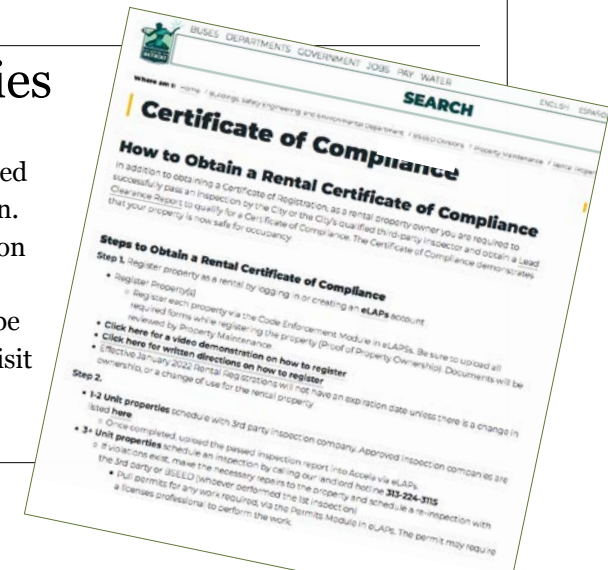 ies
ed
n.
on
be
isit
BUSES DEPARTMENTS GOVERNMENT JOBS PAY WATER
SEARCH
ENGLISH ESPAÑO
Where am I: Home / Buildings, Safety Engineering and Environmental Department / BSEED Divisions / Property Maintenance / Rental Proper
Certificate of Compliance
How to Obtain a Rental Certificate of Compliance
In addition to obtaining a Certificate of Registration, as a rental property owner you are required to
successfully pass an inspection by the City or the City's qualified third-party inspector and obtain a Lead
Clearance Report to qualify for a Certificate of Compliance. The Certificate of Compliance demonstrates
that your property is now safe for occupancy.
Steps to Obtain a Rental Certificate of Compliance
Step 1. Register property as a rental by logging in or creating an eLAPs account
• Register Property(s)
○ Register each property via the Code Enforcement Module in eLAPSs. Be sure to upload all
required forms while registering the property (Proof of Property Ownership). Documents will be
reviewed by Property Maintenance.
• Click here for a video demonstration on how to register
• Click here for written directions on how to register
• Effective January 2022 Rental Registrations will not have an expiration date unless there is a change in
ownership, or a change of use for the rental property
Step 2.
• 1-2 Unit properties schedule with 3rd party inspection company. Approved inspection companies are
listed here.
○ Once completed, upload the passed inspection report into Accela via eLAPs
• 3+ Unit properties schedule an inspection by calling our landlord hotline 313-224-3115
○ If violations exist, make the necessary repairs to the property and schedule a re-inspection with
the 3rd party or BSEED (whoever performed the 1st inspection)
▪ Pull permits for any work required, via the Permits Module in eLAPs. The permit may require
a licenses professional to perform the work.